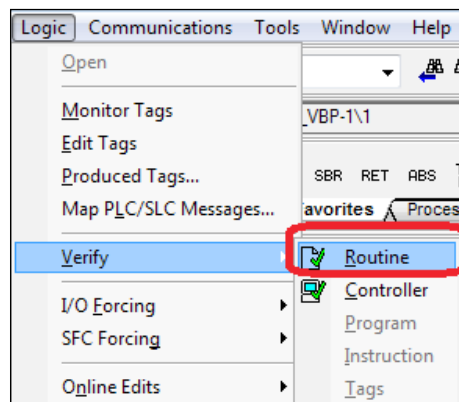 Logic Communications Tools Window Help
Open
Monitor Tags
_VBP-1\1
Edit Tags
Produced Tags...
SBR RET ABS
Map PLC/SLC Messages...
avorites Proces
Verify
Routine
Controller
I/O Forcing
Program
SFC Forcing
Instruction
Online Edits
Tags